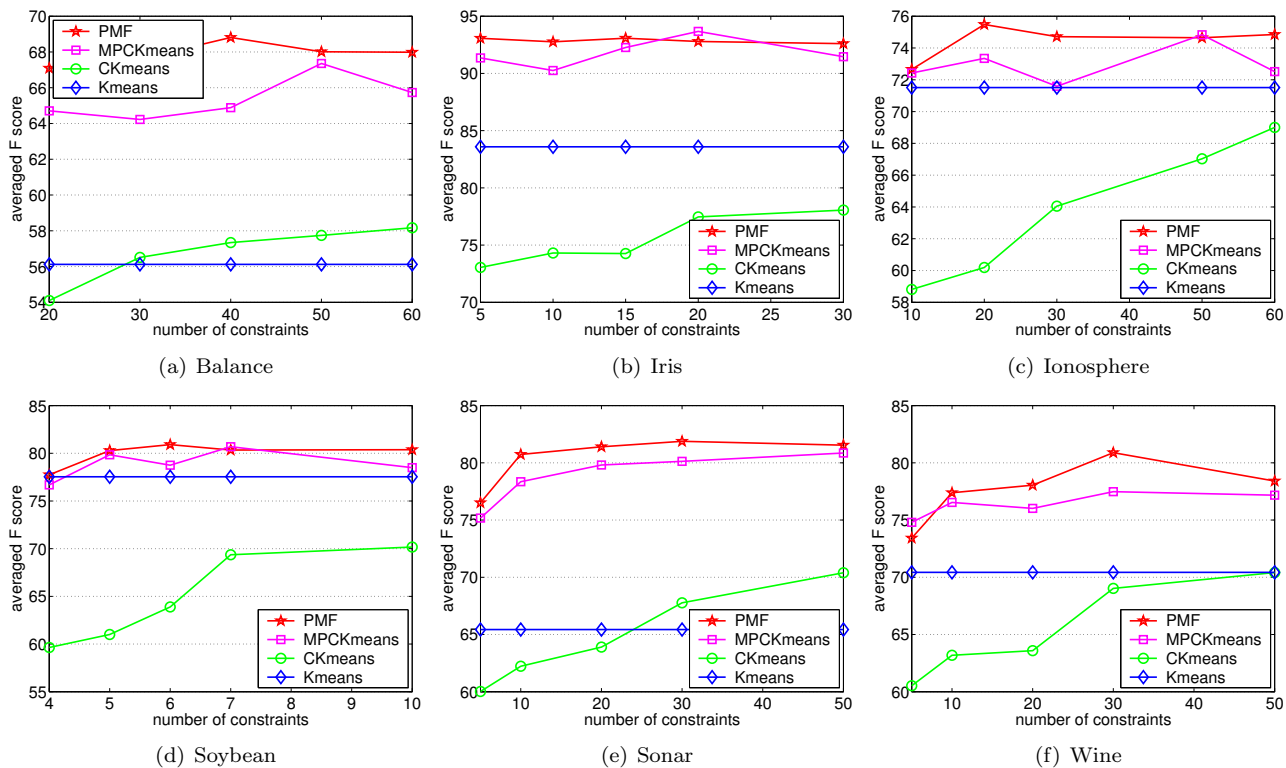 70
68
66
64
62
60
58
56
54
20
30
40
50
60
averaged F score
number of constraints
PMF
MPCKmeans
CKmeans
Kmeans
(a) Balance
95
90
85
80
75
70
5
10
15
20
25
30
averaged F score
number of constraints
PMF
MPCKmeans
CKmeans
Kmeans
(b) Iris
76
74
72
70
68
66
64
62
60
58
10
20
30
40
50
60
averaged F score
number of constraints
PMF
MPCKmeans
CKmeans
Kmeans
(c) Ionosphere
85
80
75
70
65
60
55
4
5
6
7
8
9
10
averaged F score
number of constraints
PMF
MPCKmeans
CKmeans
Kmeans
(d) Soybean
85
80
75
70
65
60
10
20
30
40
50
averaged F score
number of constraints
PMF
MPCKmeans
CKmeans
Kmeans
(e) Sonar
85
80
75
70
65
60
10
20
30
40
50
averaged F score
number of constraints
PMF
MPCKmeans
CKmeans
Kmeans
(f) Wine